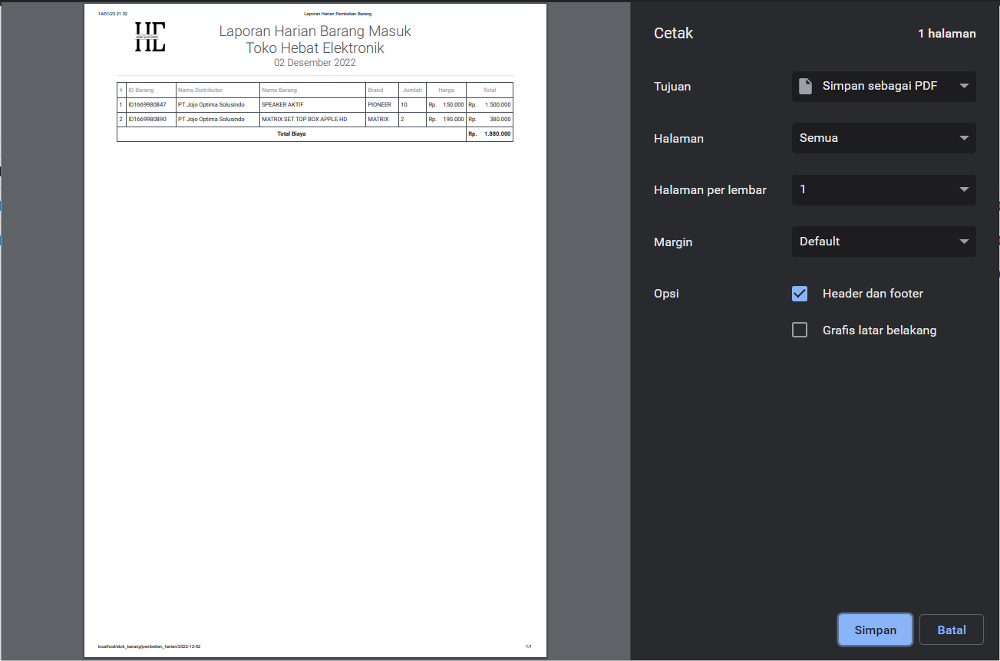 14/01/23 21.32 Laporan Harian Pembelian Barang
HE
HEBAT ELEKTRONIK
Laporan Harian Barang Masuk
Toko Hebat Elektronik
02 Desember 2022
# ID Barang Nama Distributor Nama Barang Brand Jumlah Harga Total
1 ID1669980847 PT Jojo Optima Solusindo SPEAKER AKTIF PIONEER 10 Rp. 150.000 Rp. 1.500.000
2 ID1669980890 PT Jojo Optima Solusindo MATRIX SET TOP BOX APPLE HD MATRIX 2 Rp. 190.000 Rp. 380.000
Total Biaya Rp. 1.880.000
localhost/stok_barang/pembelian_harian/2022-12-02 1/1
Cetak 1 halaman
Tujuan Simpan sebagai PDF
Halaman Semua
Halaman per lembar 1
Margin Default
Opsi Header dan footer
Grafis latar belakang
Simpan Batal